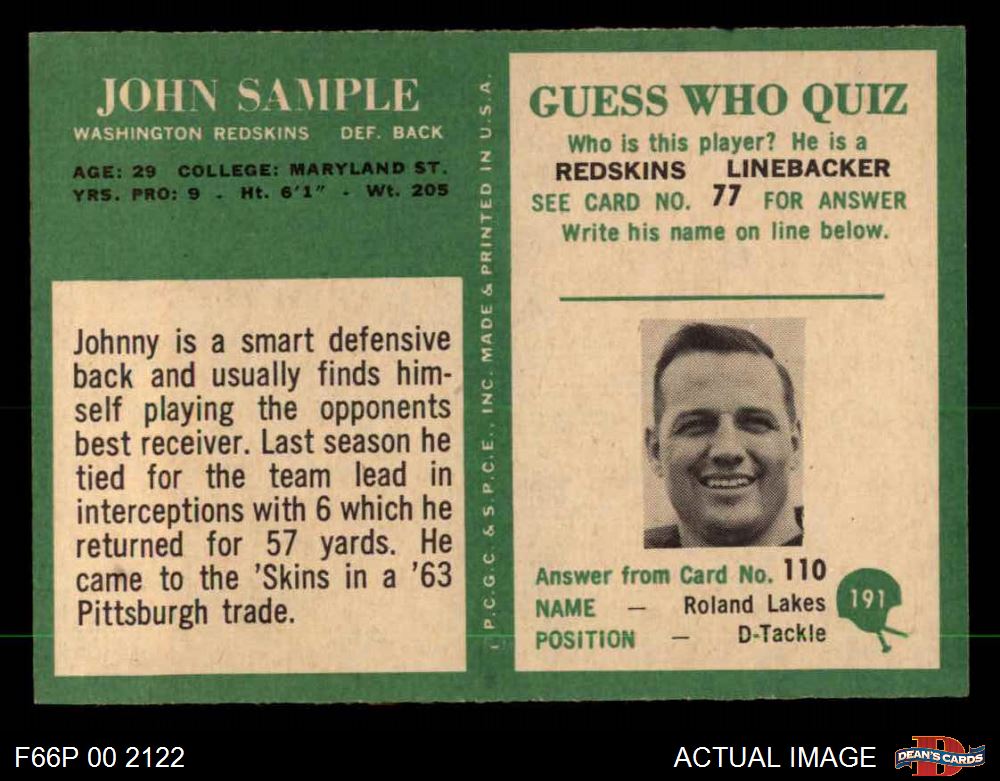 JOHN SAMPLE
WASHINGTON REDSKINS DEF. BACK
AGE: 29 COLLEGE: MARYLAND ST.
YRS. PRO: 9 - Ht. 6'1" - Wt. 205
Johnny is a smart defensive
back and usually finds him-
self playing the opponents
best receiver. Last season he
tied for the team lead in
interceptions with 6 which he
returned for 57 yards. He
came to the 'Skins in a '63
Pittsburgh trade.
P.C.G.C. & S.P.C.E., INC. MADE & PRINTED IN U.S.A.
GUESS WHO QUIZ
Who is this player? He is a
REDSKINS LINEBACKER
SEE CARD NO. 77 FOR ANSWER
Write his name on line below.
Answer from Card No. 110
NAME — Roland Lakes
POSITION — D-Tackle
191
F66P 00 2122
ACTUAL IMAGE
DEAN'S CARDS